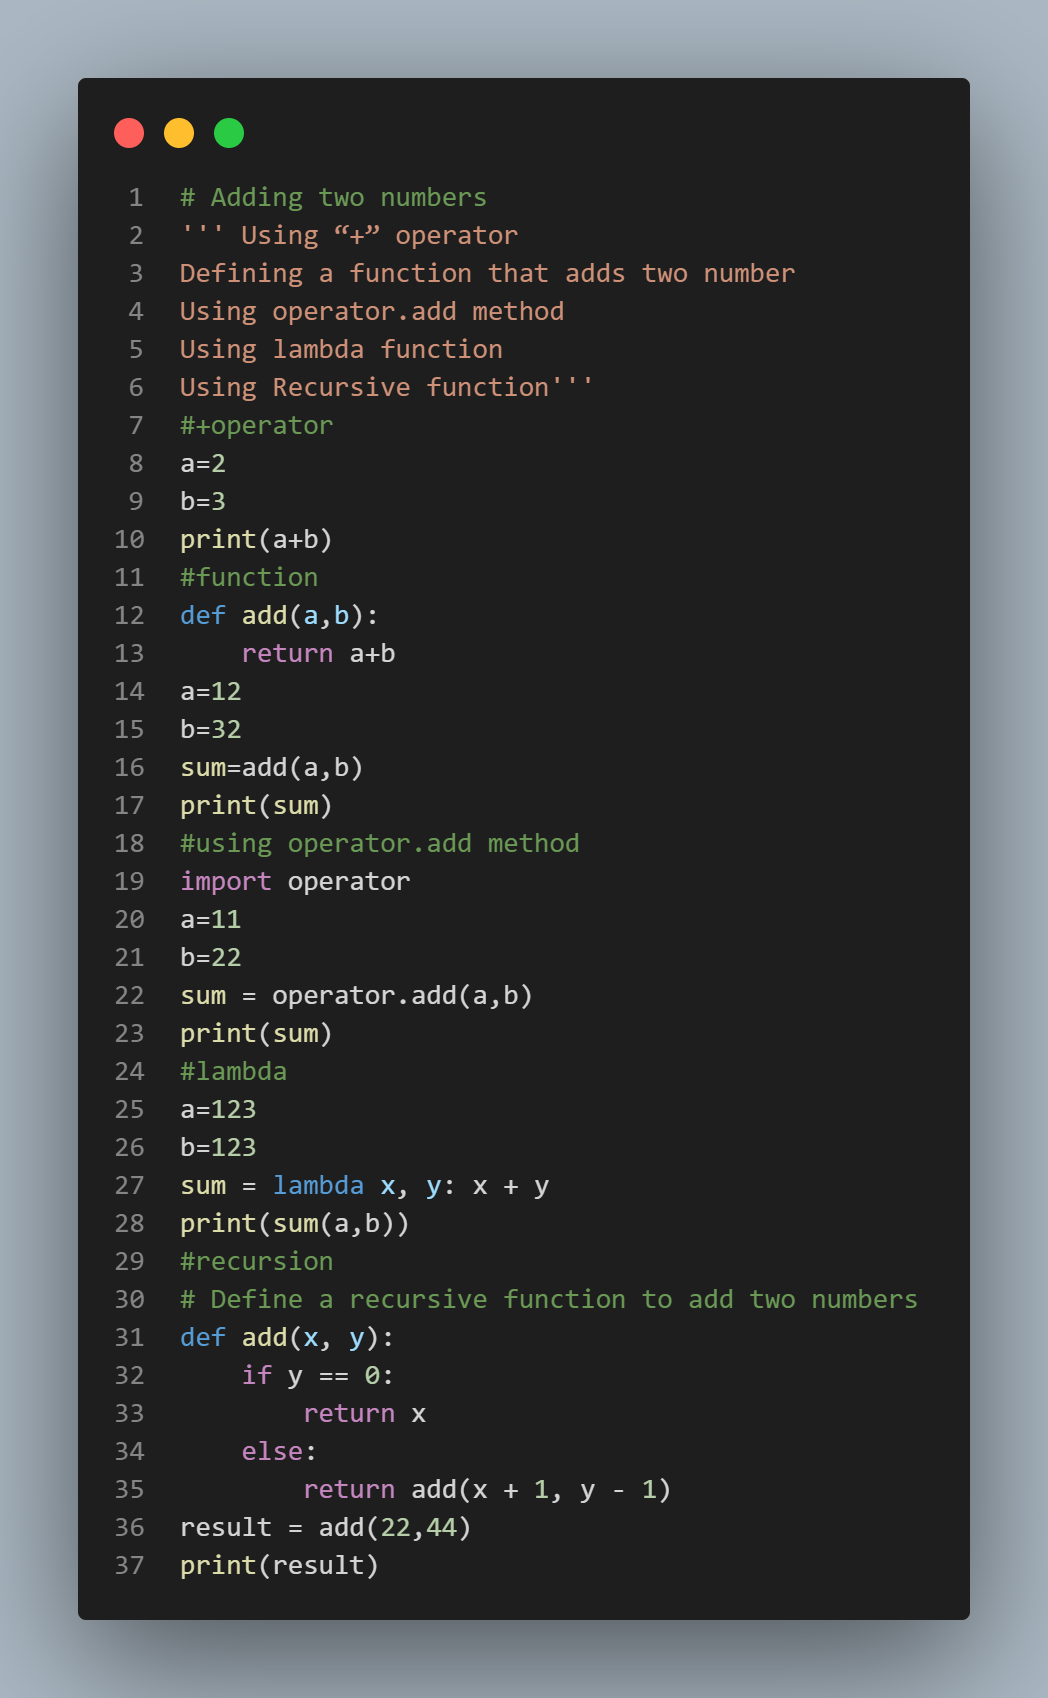 1 # Adding two numbers
2 ''' Using “+” operator
3 Defining a function that adds two number
4 Using operator.add method
5 Using lambda function
6 Using Recursive function'''
7 #+operator
8 a=2
9 b=3
10 print(a+b)
11 #function
12 def add(a,b):
13     return a+b
14 a=12
15 b=32
16 sum=add(a,b)
17 print(sum)
18 #using operator.add method
19 import operator
20 a=11
21 b=22
22 sum = operator.add(a,b)
23 print(sum)
24 #lambda
25 a=123
26 b=123
27 sum = lambda x, y: x + y
28 print(sum(a,b))
29 #recursion
30 # Define a recursive function to add two numbers
31 def add(x, y):
32     if y == 0:
33         return x
34     else:
35         return add(x + 1, y - 1)
36 result = add(22,44)
37 print(result)